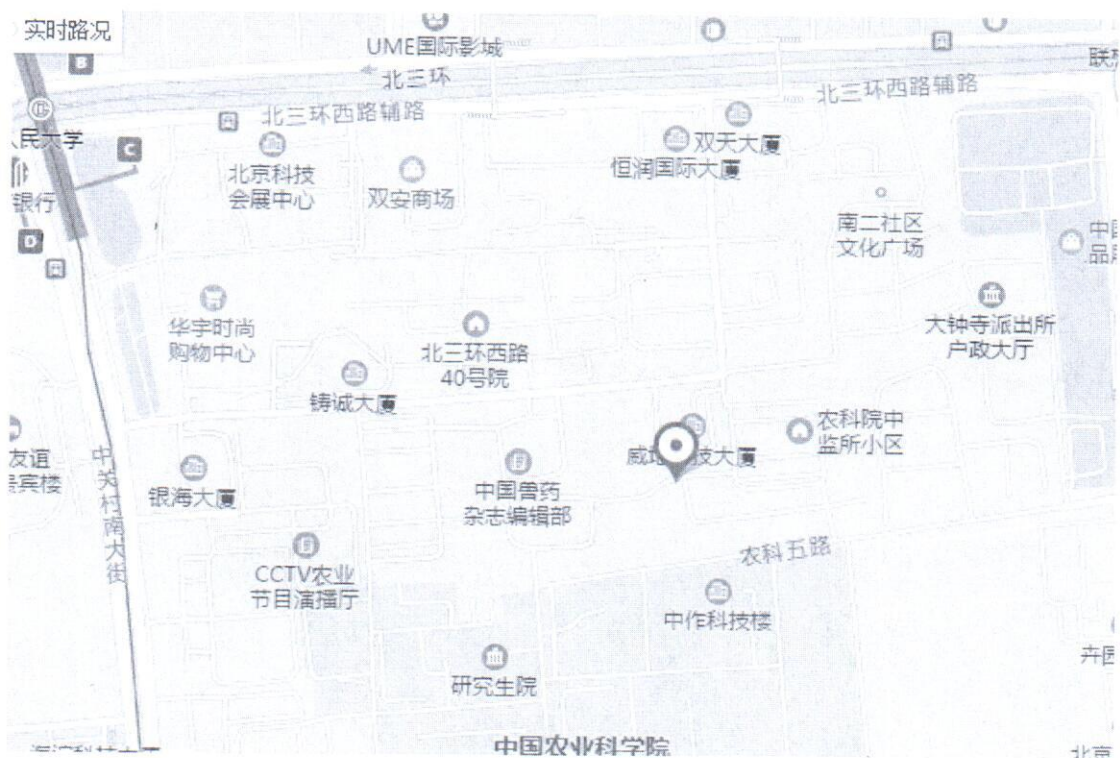 实时路况
UME国际影城
北三环
B
北三环西路辅路
北三环西路辅路
人民大学
C
北京科技
会展中心
双安商场
双天大厦
恒润国际大厦
银行
D
南二社区
文化广场
华宇时尚
购物中心
北三环西路
40号院
大钟寺派出所
户政大厅
铸诚大厦
农科院中
监所小区
友谊
宾楼
中关村南大街
银海大厦
中国兽药
杂志编辑部
大厦
农科五路
CCTV农业
节目演播厅
中作科技楼
研究生院
中国农业科学院